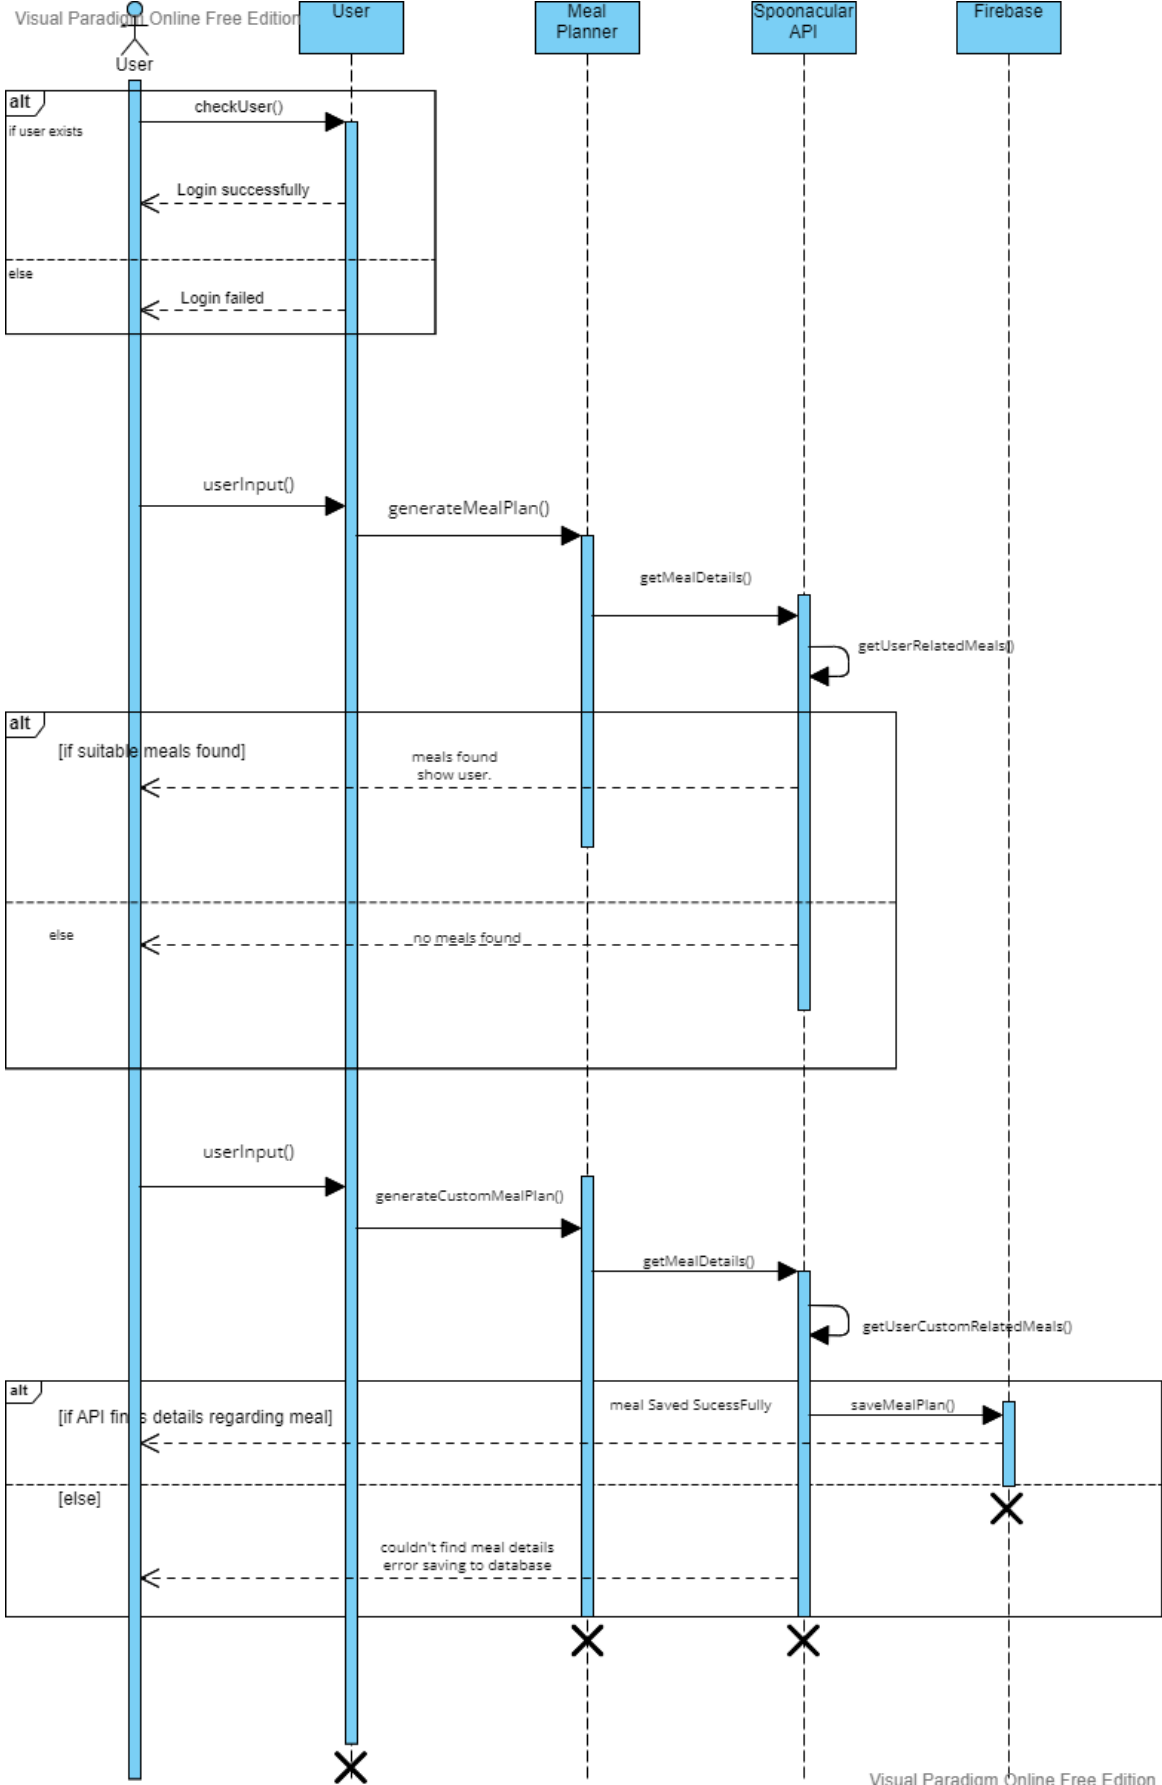 Visual Paradigm Online Free Edition
User
User
Meal
Planner
Spoonacular
API
Firebase
alt
checkUser()
if user exists
Login successfully
else
Login failed
userInput()
generateMealPlan()
getMealDetails()
getUserRelatedMeals()
alt
[if suitable meals found]
meals found
show user.
else
no meals found
userInput()
generateCustomMealPlan()
getMealDetails()
getUserCustomRelatedMeals()
alt
[if API finds details regarding meal]
meal Saved SucessFully
saveMealPlan()
[else]
couldn't find meal details
error saving to database
Visual Paradigm Online Free Edition